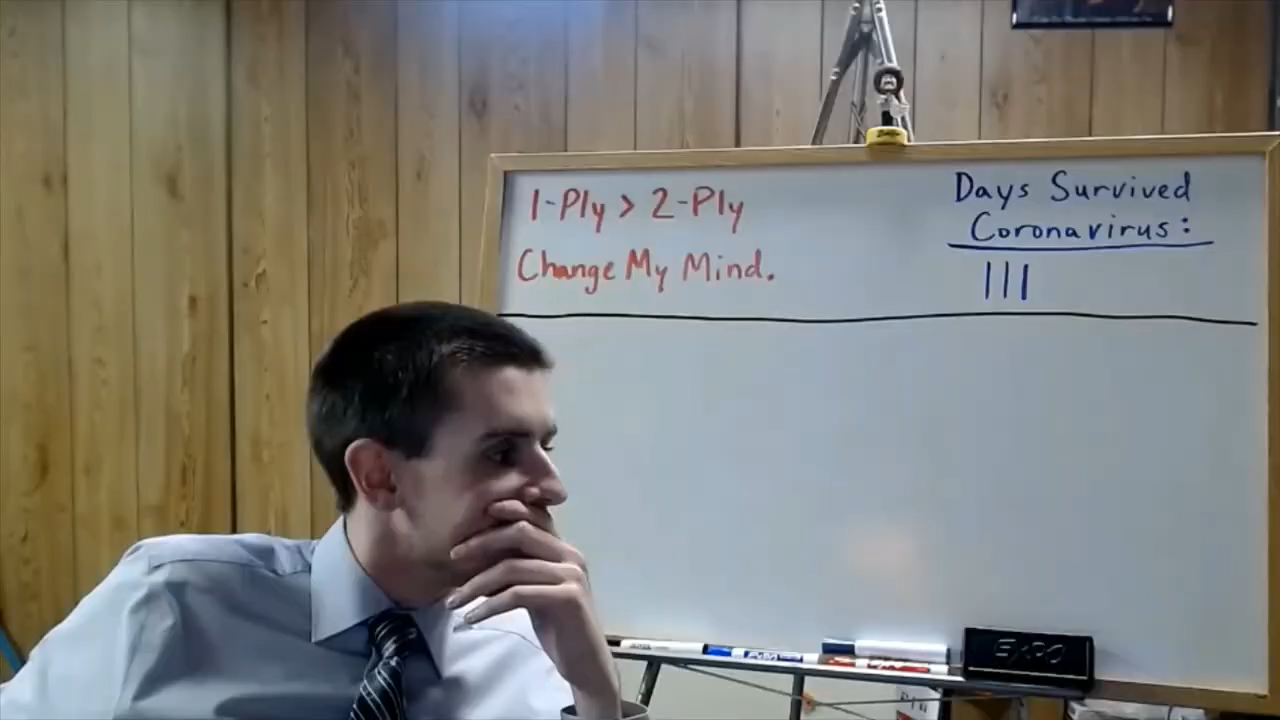 1-Ply > 2-Ply
Change My Mind.
Days Survived
Coronavirus:
|||
EXPO